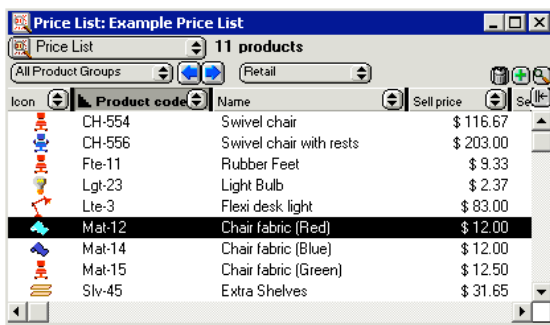 Price List: Example Price List
Price List 11 products
All Product Groups Retail
Icon Product code Name Sell price Se
CH-554 Swivel chair $ 116.67
CH-556 Swivel chair with rests $ 203.00
Fte-11 Rubber Feet $ 9.33
Lgt-23 Light Bulb $ 2.37
Lte-3 Flexi desk light $ 83.00
Mat-12 Chair fabric (Red) $ 12.00
Mat-14 Chair fabric (Blue) $ 12.00
Mat-15 Chair fabric (Green) $ 12.50
Slv-45 Extra Shelves $ 31.65